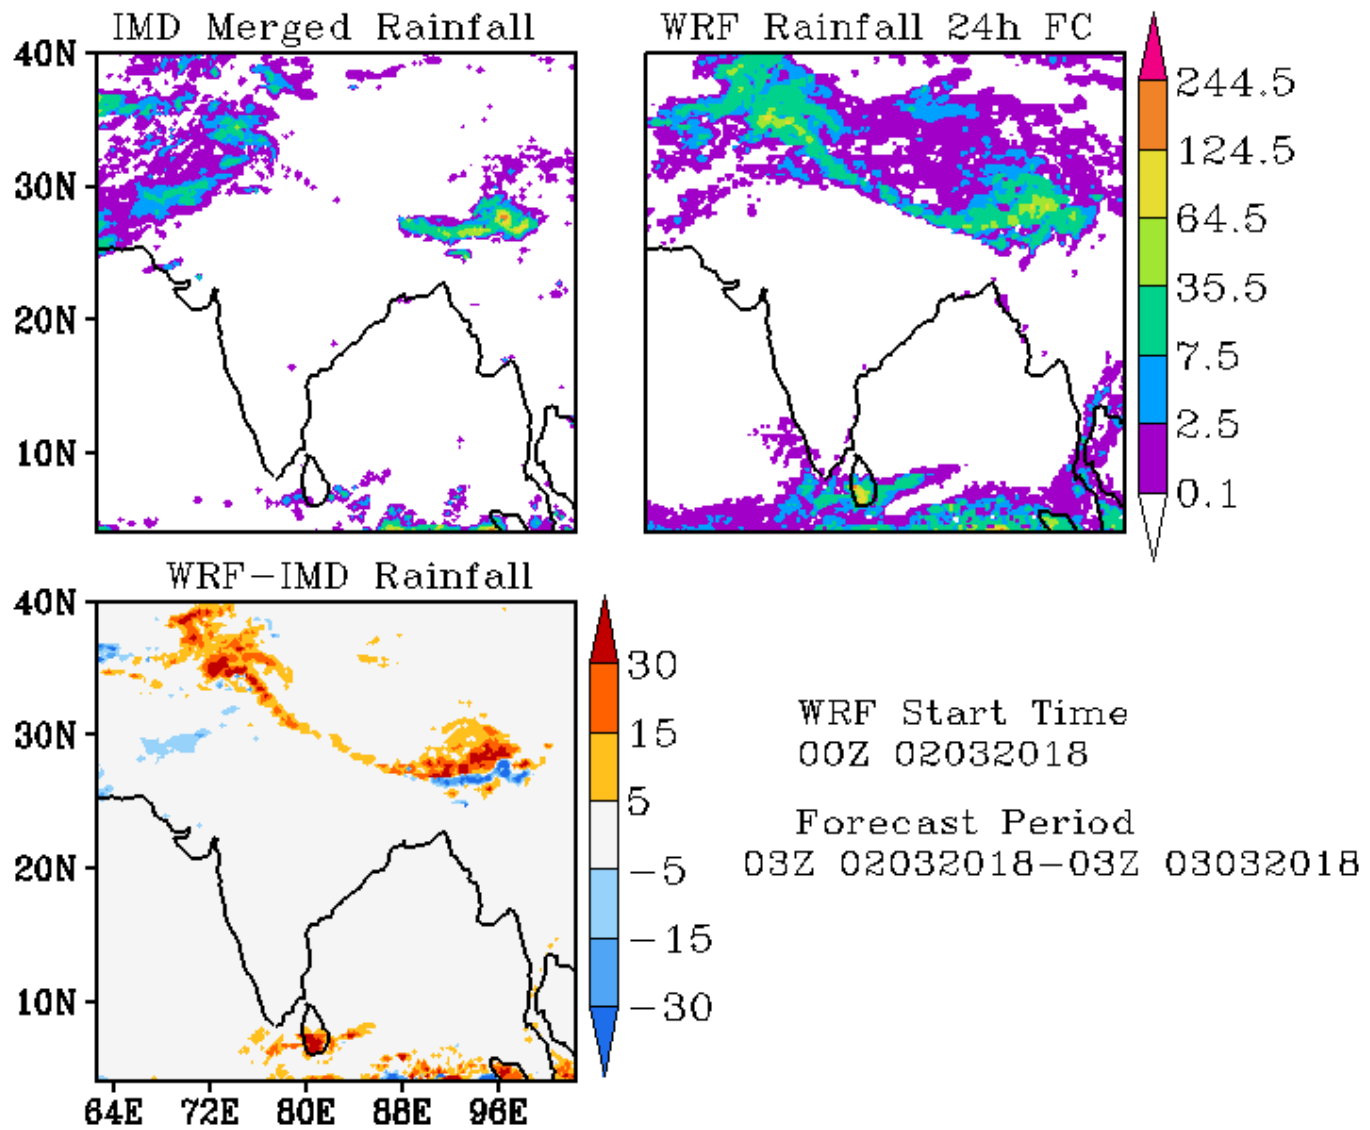 IMD Merged Rainfall
WRF Rainfall 24h FC
40N
30N
20N
10N
244.5
124.5
64.5
35.5
7.5
2.5
0.1
WRF-IMD Rainfall
40N
30N
20N
10N
64E 72E 80E 88E 96E
30
15
5
-5
-15
-30
WRF Start Time
00Z 02032018
Forecast Period
03Z 02032018-03Z 03032018